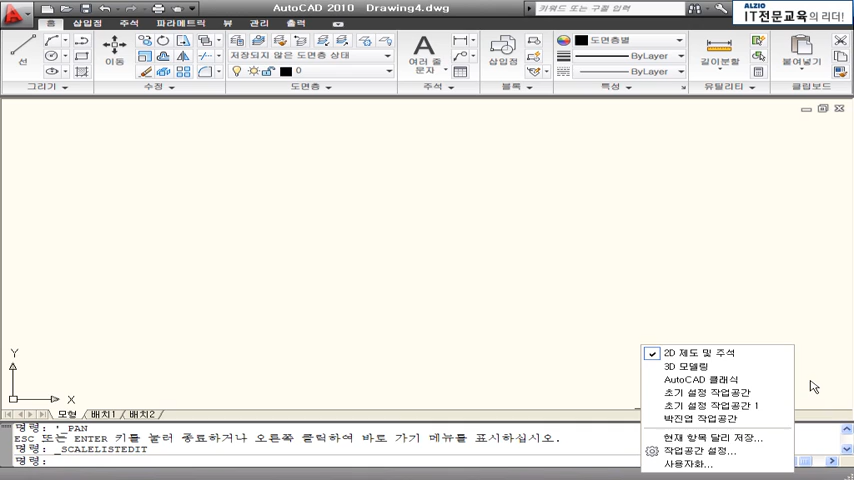 AutoCAD 2010 Drawing4.dwg
키워드 또는 구절 입력
ALZIO
IT전문교육의 리더!
홈 삽입점 주석 파라메트릭 뷰 관리 출력
선
이동
저장되지 않은 도면층 상태
0
A
여러 줄
문자
삽입점
도면층별
ByLayer
ByLayer
길이분할
붙여넣기
그리기 수정 도면층 주석 블록 특성 유틸리티 클립보드
Y
X
모형 배치1 배치2
2D 제도 및 주석
3D 모델링
AutoCAD 클래식
초기 설정 작업공간
초기 설정 작업공간 1
박진엽 작업공간
현재 항목 달리 저장...
작업공간 설정...
사용자화...
명령: '_PAN
ESC 또는 ENTER 키를 눌러 종료하거나 오른쪽 클릭하여 바로 가기 메뉴를 표시하십시오.
명령: _SCALELISTEDIT
명령: